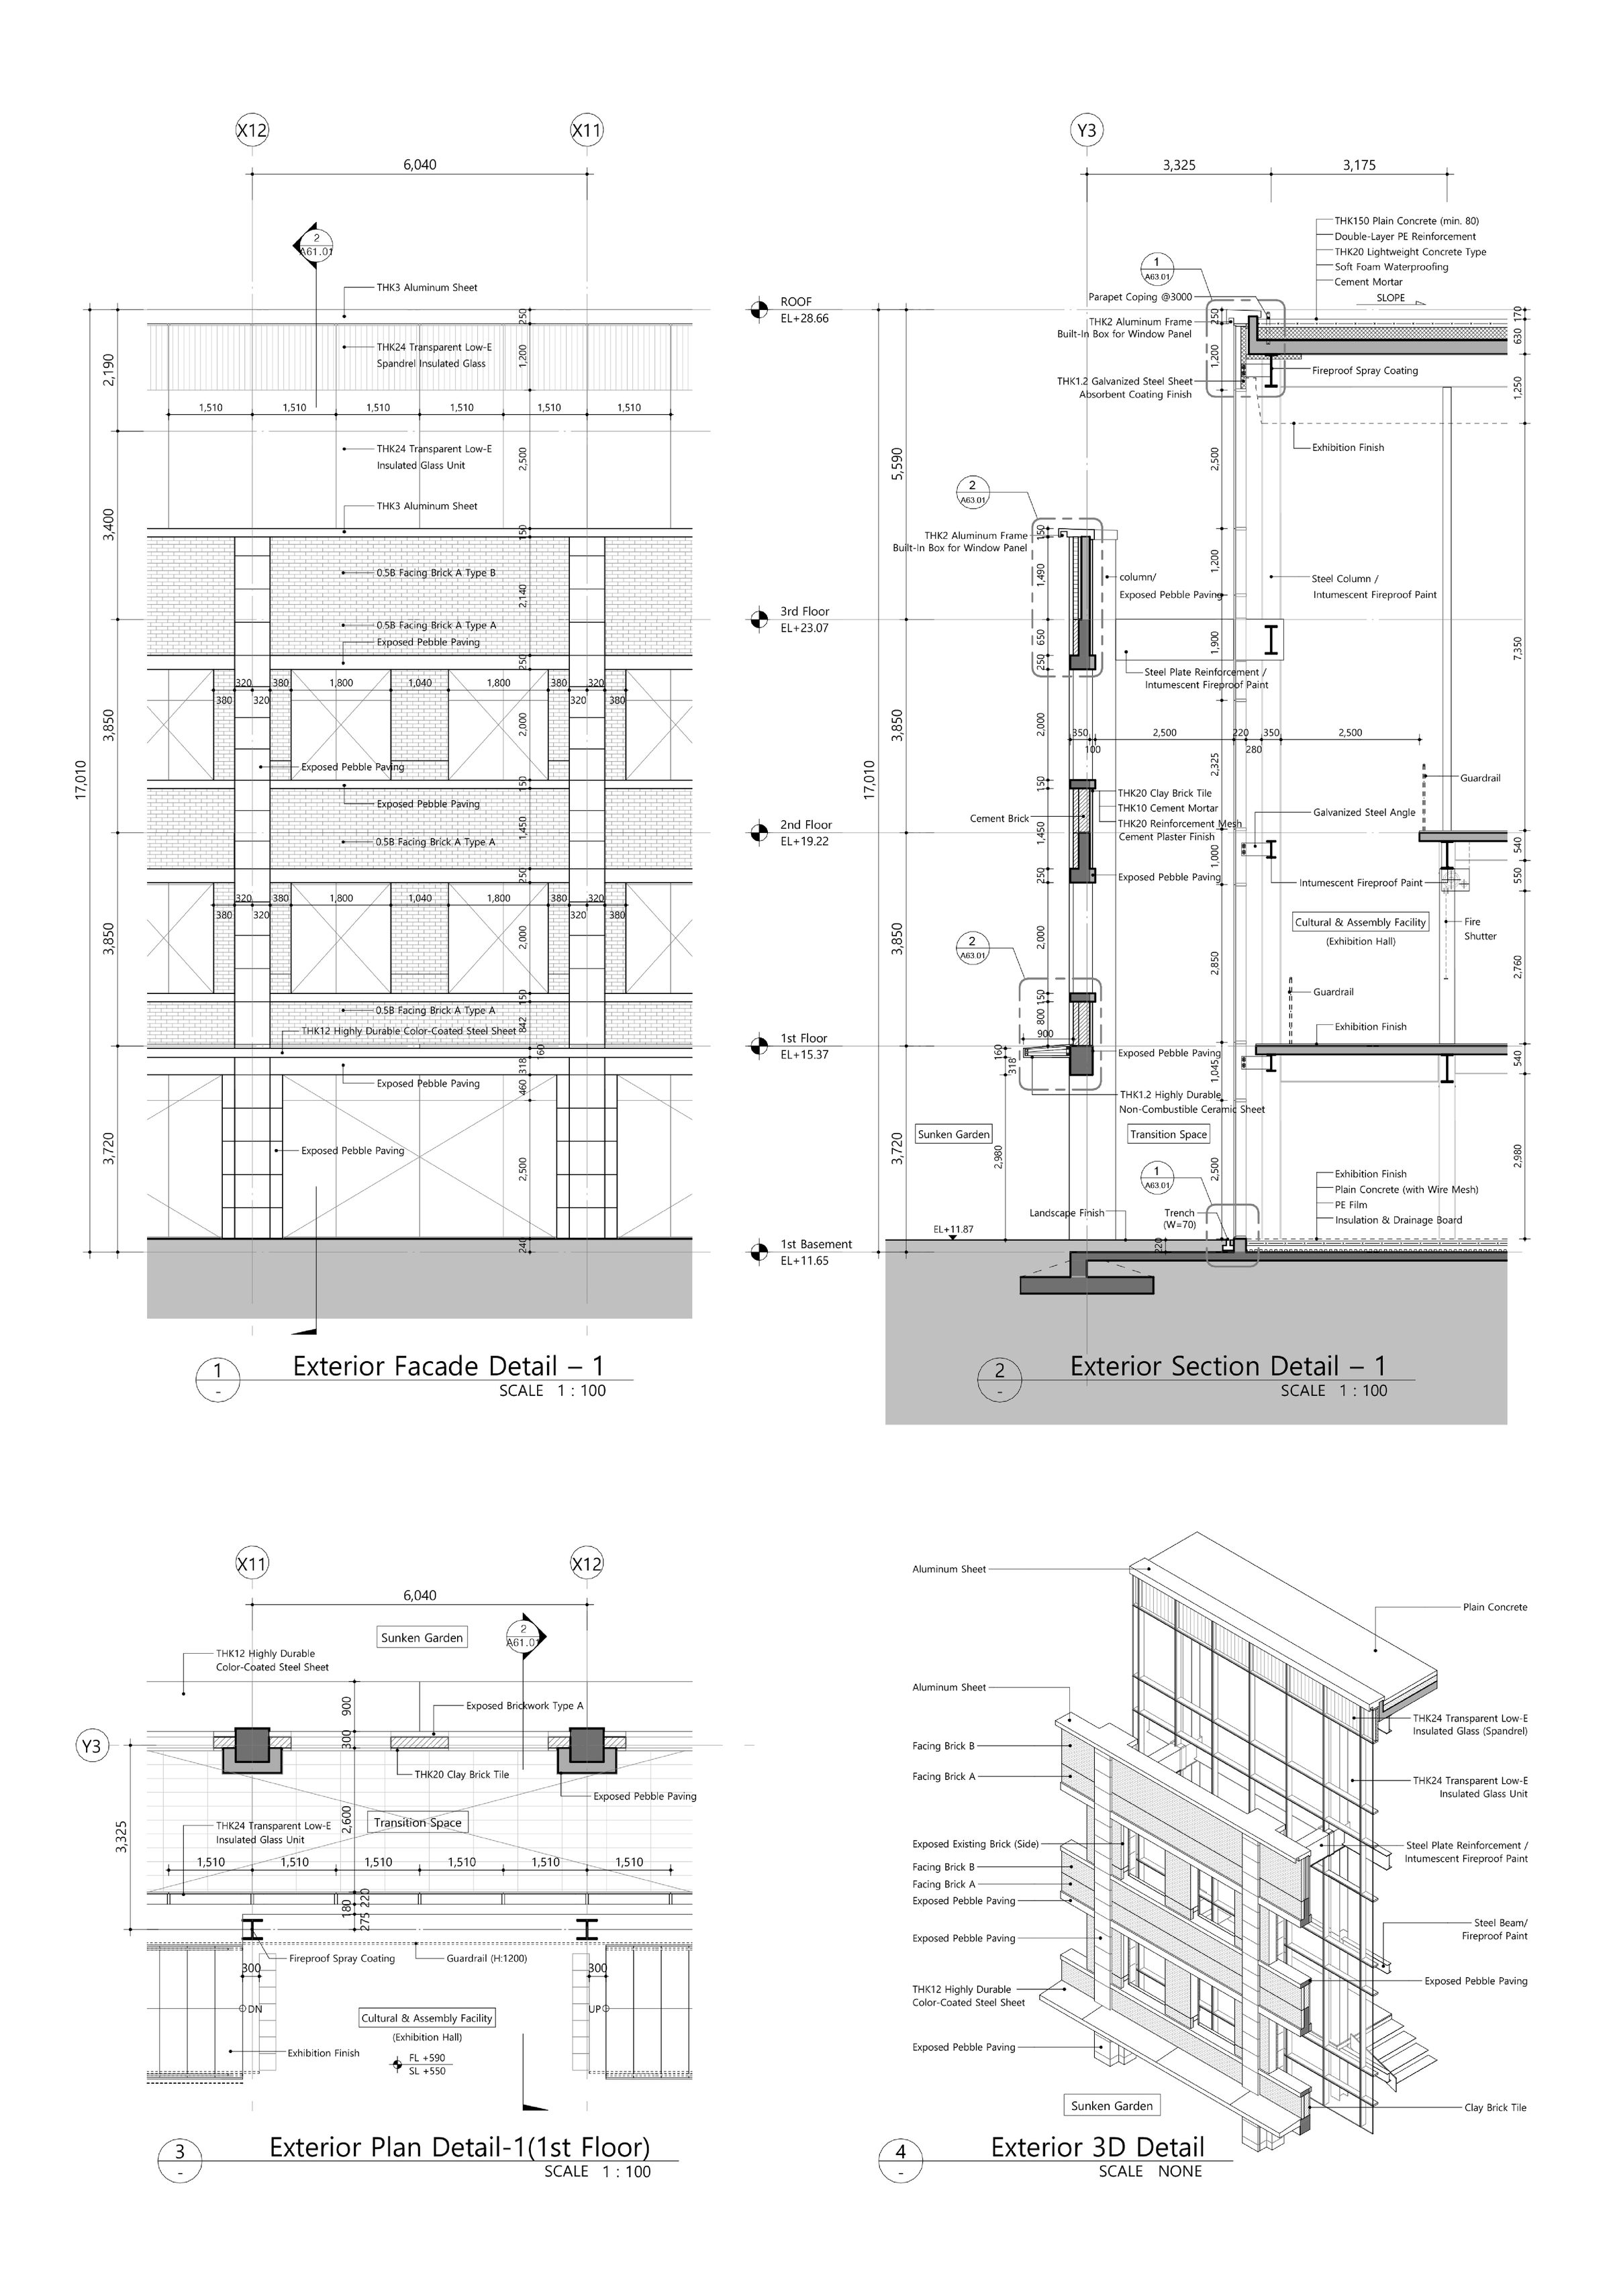 X12
X11
6,040
2
A61.01
THK3 Aluminum Sheet
250
THK24 Transparent Low-E
Spandrel Insulated Glass
1,200
2,190
1,510 1,510 1,510 1,510 1,510 1,510
THK24 Transparent Low-E
Insulated Glass Unit
2,500
3,400
THK3 Aluminum Sheet
150
0.5B Facing Brick A Type B
2,140
0.5B Facing Brick A Type A
Exposed Pebble Paving
250
320 380 1,800 1,040 1,800 380 320
380 320 320 380
2,000
3,850
17,010
Exposed Pebble Paving
150
Exposed Pebble Paving
1,450
0.5B Facing Brick A Type A
250
320 380 1,800 1,040 1,800 380 320
380 320 320 380
2,000
3,850
150
0.5B Facing Brick A Type A
842
THK12 Highly Durable Color-Coated Steel Sheet
160
318
Exposed Pebble Paving
460
Exposed Pebble Paving
3,720
2,500
240
1
-
Exterior Facade Detail – 1
SCALE 1 : 100
Y3
3,325 3,175
THK150 Plain Concrete (min. 80)
Double-Layer PE Reinforcement
THK20 Lightweight Concrete Type
Soft Foam Waterproofing
Cement Mortar
SLOPE
1
A63.01
Parapet Coping @3000
ROOF
EL+28.66
250
170
THK2 Aluminum Frame
Built-In Box for Window Panel
630
1,200
Fireproof Spray Coating
THK1.2 Galvanized Steel Sheet
Absorbent Coating Finish
1,250
Exhibition Finish
5,590
2,500
2
A63.01
THK2 Aluminum Frame
Built-In Box for Window Panel
150
1,490
1,200
column/
Exposed Pebble Paving
Steel Column /
Intumescent Fireproof Paint
3rd Floor
EL+23.07
650
250
1,900
7,350
Steel Plate Reinforcement /
Intumescent Fireproof Paint
2,000
3,850
350 2,500 220 350 2,500
100 280
2,325
17,010
Guardrail
150
THK20 Clay Brick Tile
THK10 Cement Mortar
THK20 Reinforcement Mesh
Cement Plaster Finish
Cement Brick
Galvanized Steel Angle
2nd Floor
EL+19.22
1,450
1,000
540
250
Exposed Pebble Paving
Intumescent Fireproof Paint
550
Cultural & Assembly Facility
(Exhibition Hall)
Fire
Shutter
2
A63.01
2,000
3,850
2,850
2,760
150
Guardrail
800
900
Exhibition Finish
1st Floor
EL+15.37
160
318
Exposed Pebble Paving
1,045
540
THK1.2 Highly Durable
Non-Combustible Ceramic Sheet
Sunken Garden
Transition Space
3,720
2,980
2,500
2,980
1
A63.01
Exhibition Finish
Plain Concrete (with Wire Mesh)
PE Film
Insulation & Drainage Board
Landscape Finish
Trench
(W=70)
EL+11.87
1st Basement
EL+11.65
220
2
-
Exterior Section Detail – 1
SCALE 1 : 100
X11
X12
6,040
2
A61.01
Sunken Garden
THK12 Highly Durable
Color-Coated Steel Sheet
900
Exposed Brickwork Type A
Y3
300
THK20 Clay Brick Tile
Exposed Pebble Paving
2,600
Transition Space
THK24 Transparent Low-E
Insulated Glass Unit
3,325
1,510 1,510 1,510 1,510 1,510 1,510
180
275 220
Fireproof Spray Coating
Guardrail (H:1200)
300 300
DN
UP
Cultural & Assembly Facility
(Exhibition Hall)
Exhibition Finish
FL +590
SL +550
3
-
Exterior Plan Detail-1(1st Floor)
SCALE 1 : 100
Aluminum Sheet
Plain Concrete
Aluminum Sheet
THK24 Transparent Low-E
Insulated Glass (Spandrel)
Facing Brick B
Facing Brick A
THK24 Transparent Low-E
Insulated Glass Unit
Exposed Existing Brick (Side)
Steel Plate Reinforcement /
Intumescent Fireproof Paint
Facing Brick B
Facing Brick A
Exposed Pebble Paving
Steel Beam/
Fireproof Paint
Exposed Pebble Paving
Exposed Pebble Paving
THK12 Highly Durable
Color-Coated Steel Sheet
Exposed Pebble Paving
Sunken Garden
Clay Brick Tile
4
-
Exterior 3D Detail
SCALE NONE